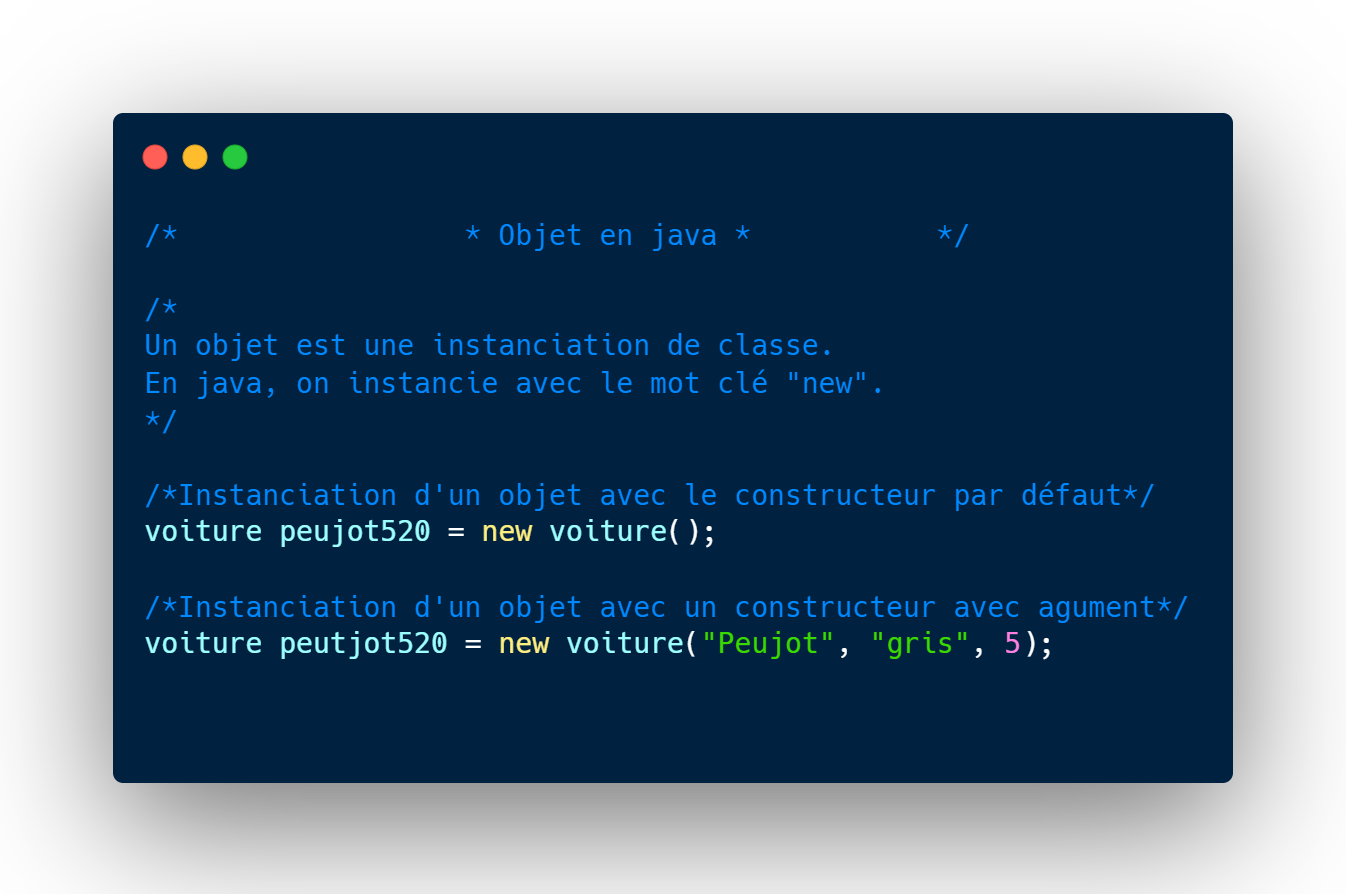 /*                 * Objet en java *           */
/*
Un objet est une instanciation de classe.
En java, on instancie avec le mot clé "new".
*/
/*Instanciation d'un objet avec le constructeur par défaut*/
voiture peujot520 = new voiture();
/*Instanciation d'un objet avec un constructeur avec agument*/
voiture peutjot520 = new voiture("Peujot", "gris", 5);